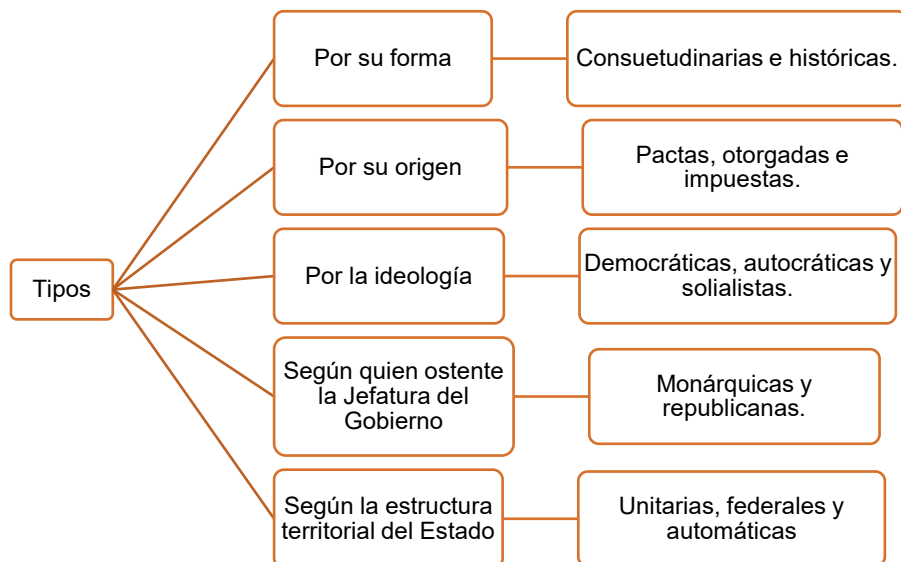 Tipos
Por su forma
Consuetudinarias e históricas.
Por su origen
Pactas, otorgadas e
impuestas.
Por la ideología
Democráticas, autocráticas y
solialistas.
Según quien ostente
la Jefatura del
Gobierno
Monárquicas y
republicanas.
Según la estructura
territorial del Estado
Unitarias, federales y
automáticas